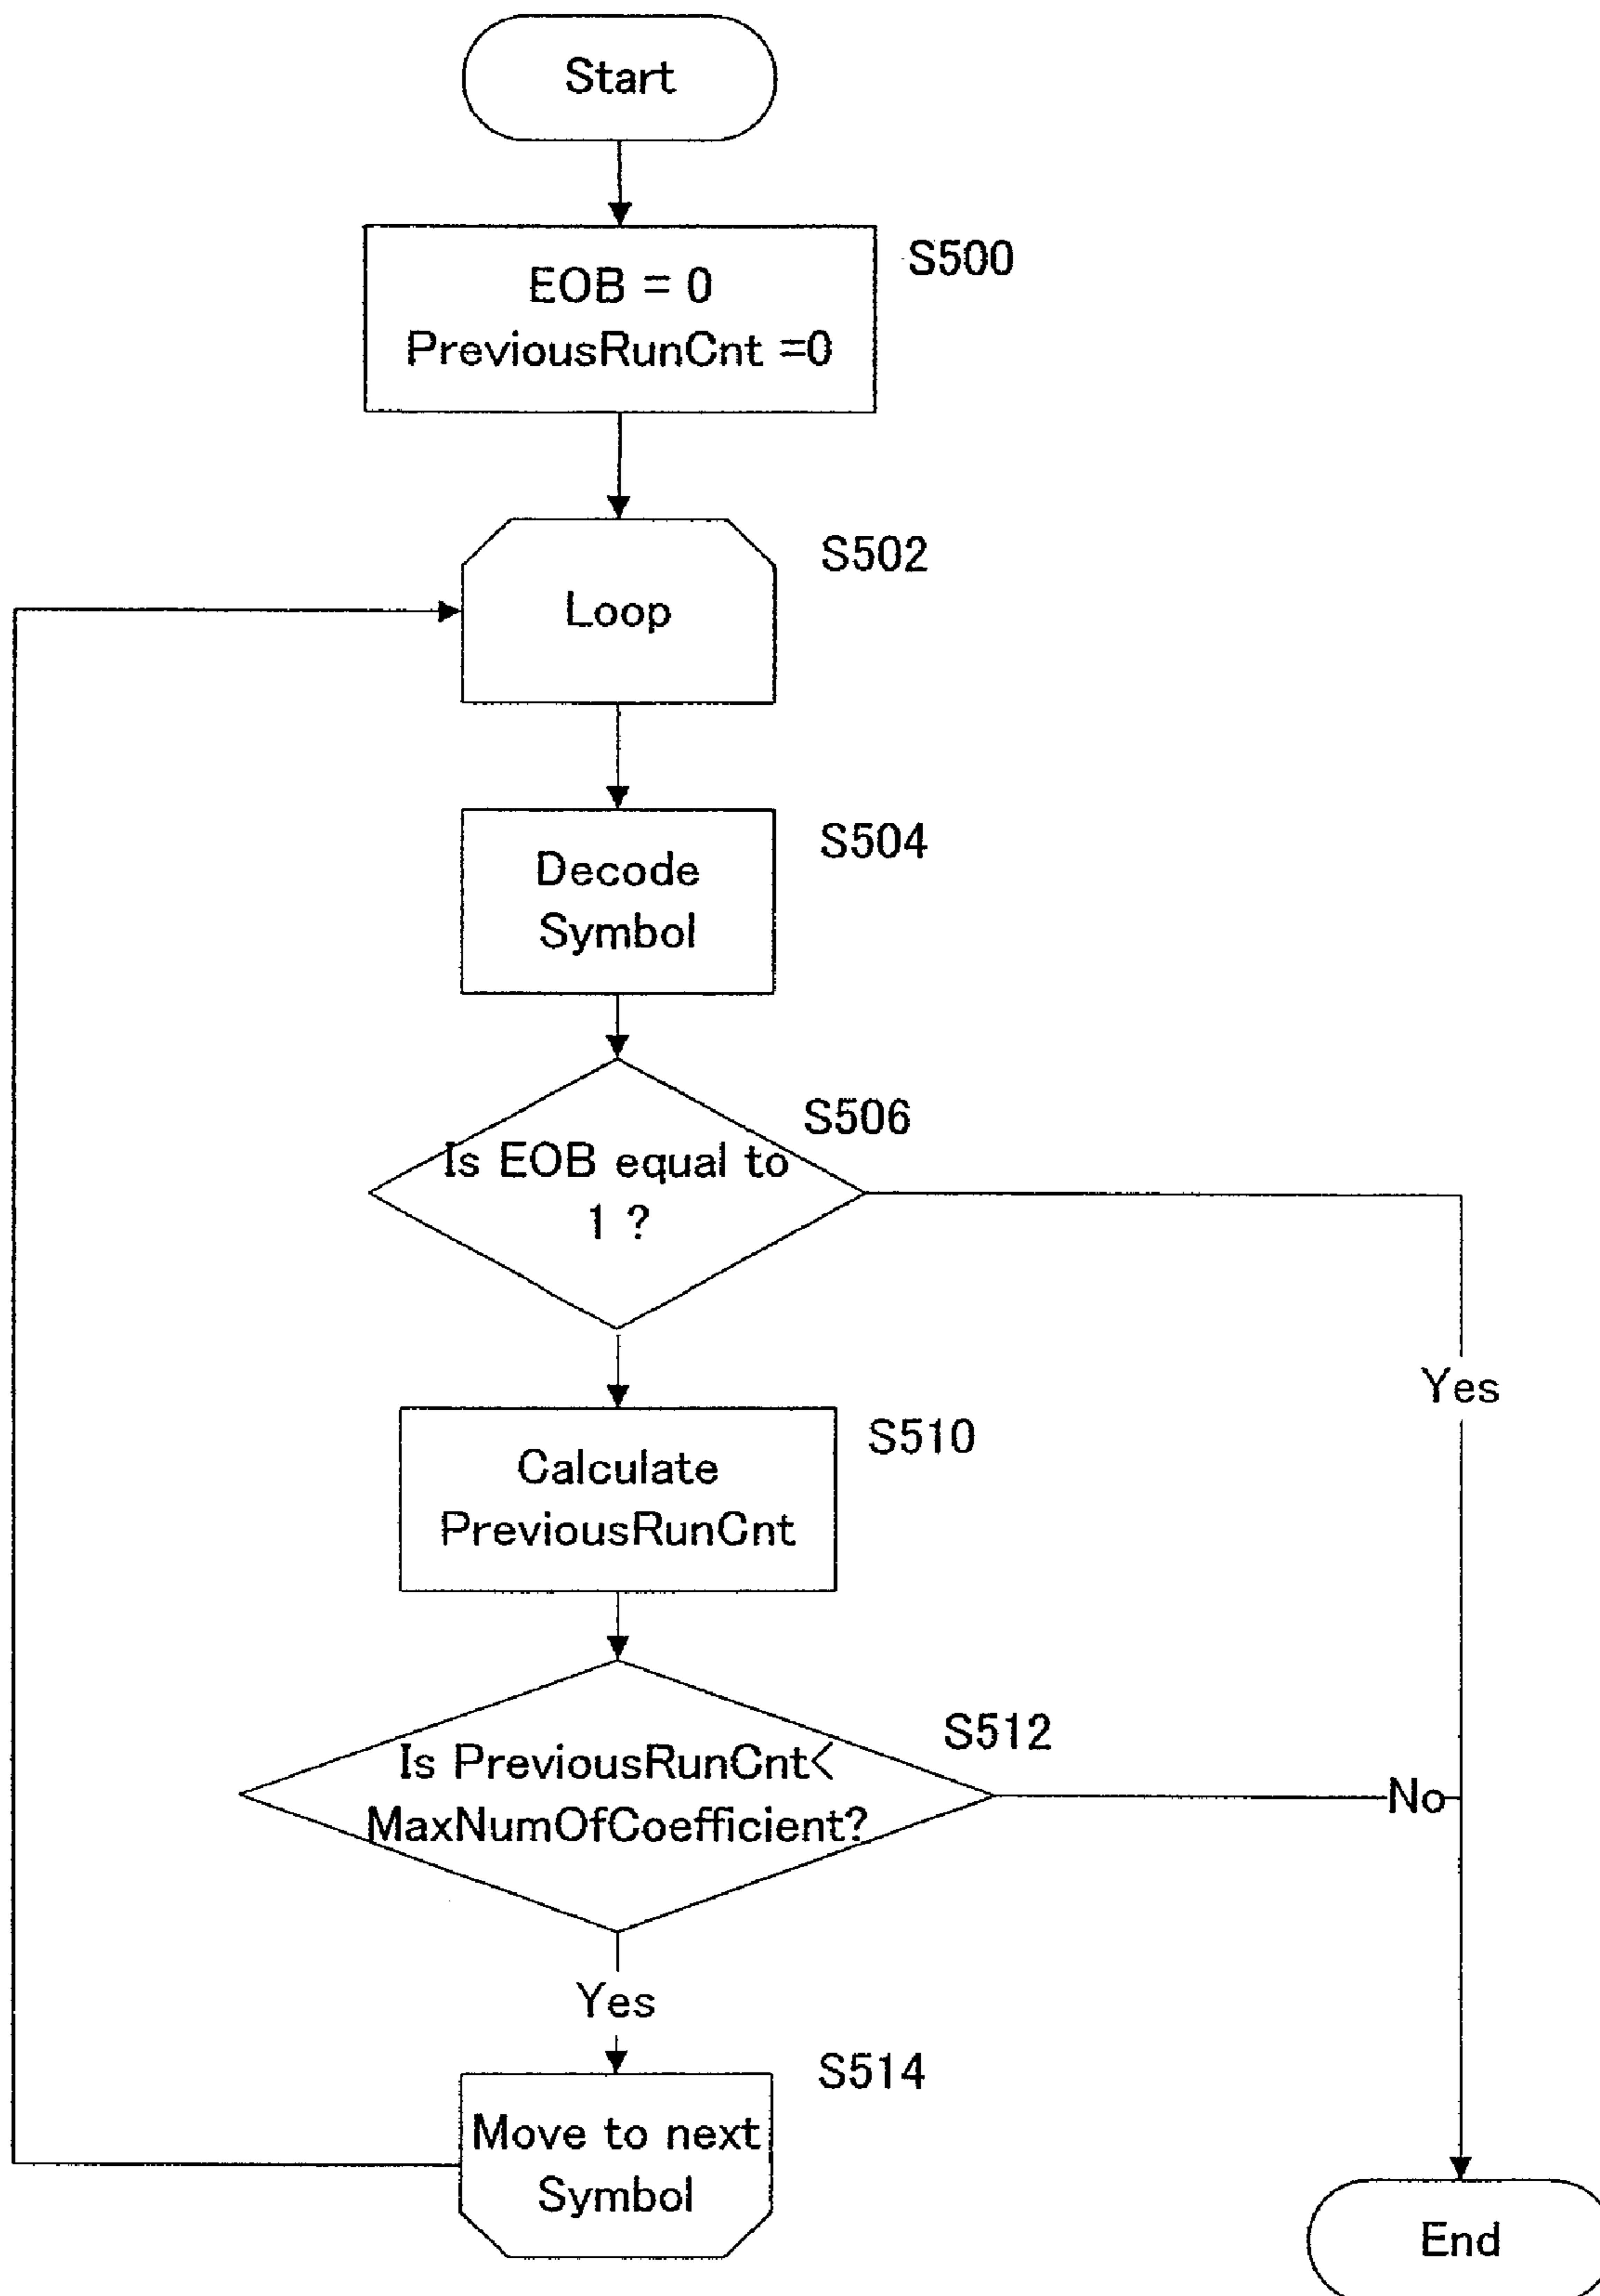 Start
S500
EOB = 0
PreviousRunCnt =0
S502
Loop
S504
Decode
Symbol
S506
Is EOB equal to
1 ?
Yes
S510
Calculate
PreviousRunCnt
S512
Is PreviousRunCnt<
MaxNumOfCoefficient?
No
Yes
S514
Move to next
Symbol
End